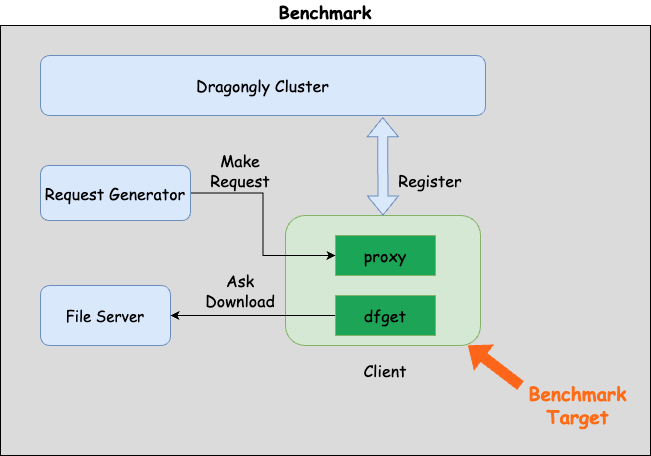 Benchmark
Dragongly Cluster
Make
Request
Request Generator
Register
proxy
Ask
Download
File Server
dfget
Client
Benchmark
Target